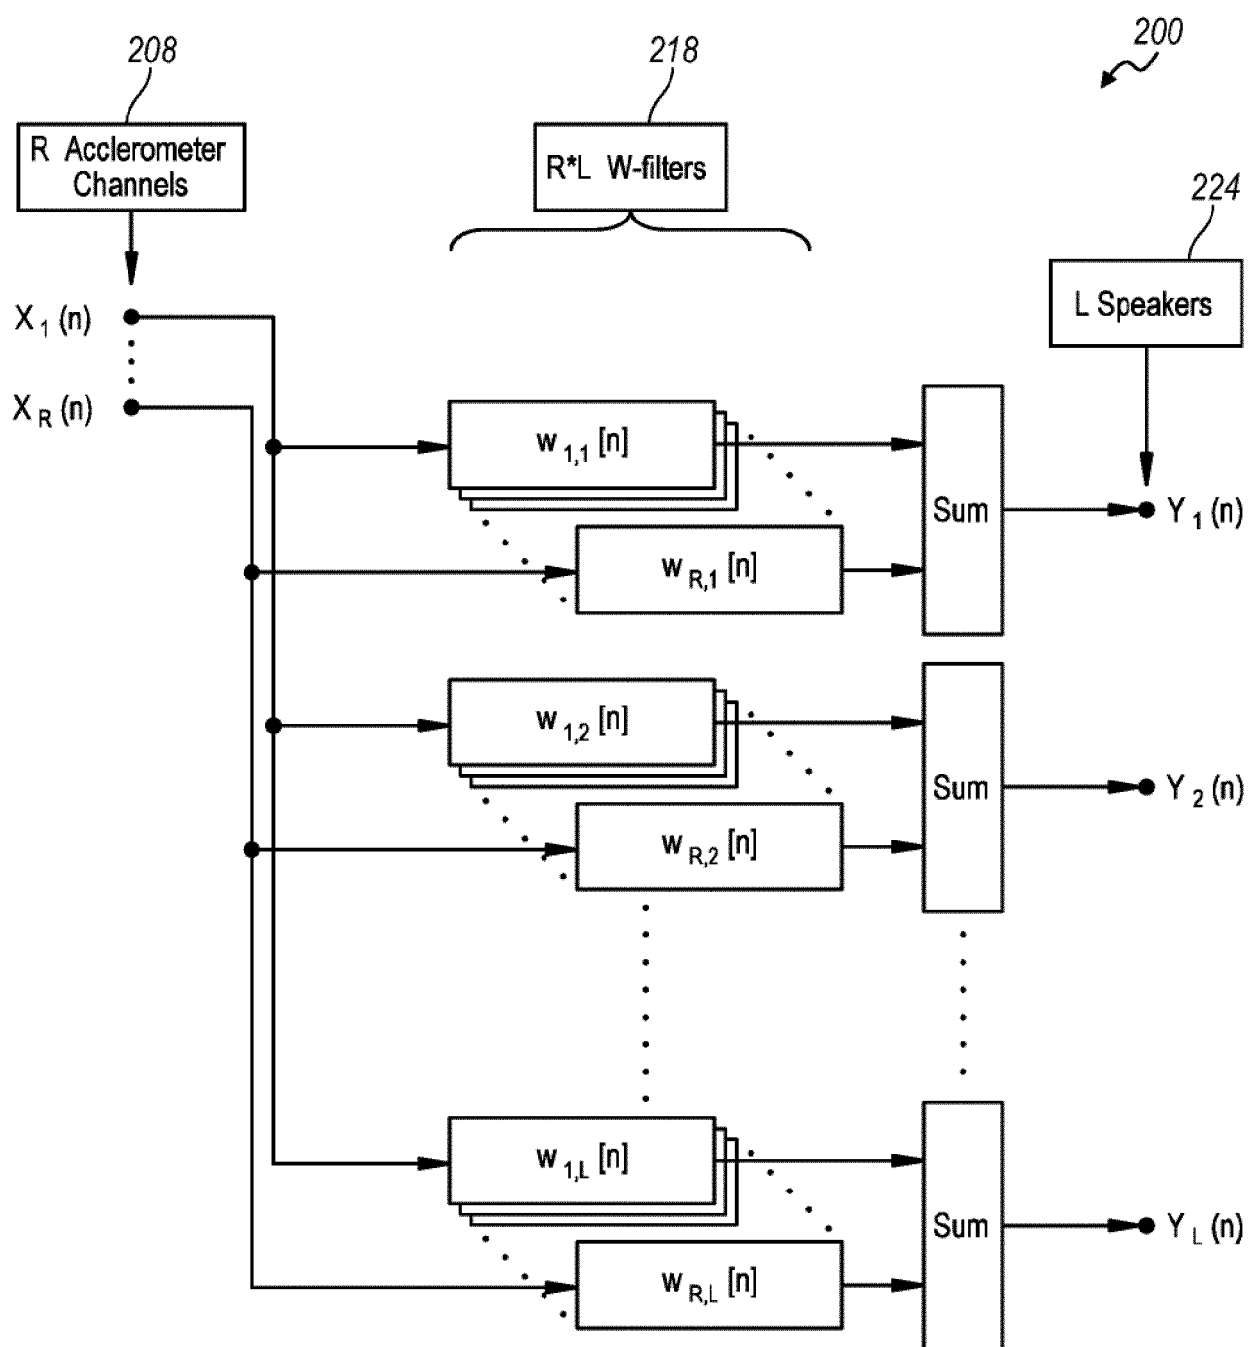 200
208
218
R Acclerometer
Channels
R*L W-filters
224
L Speakers
X 1 (n)
X R (n)
w 1,1 [n]
Sum
Y 1 (n)
w R,1 [n]
w 1,2 [n]
Sum
Y 2 (n)
w R,2 [n]
w 1,L [n]
Sum
Y L (n)
w R,L [n]